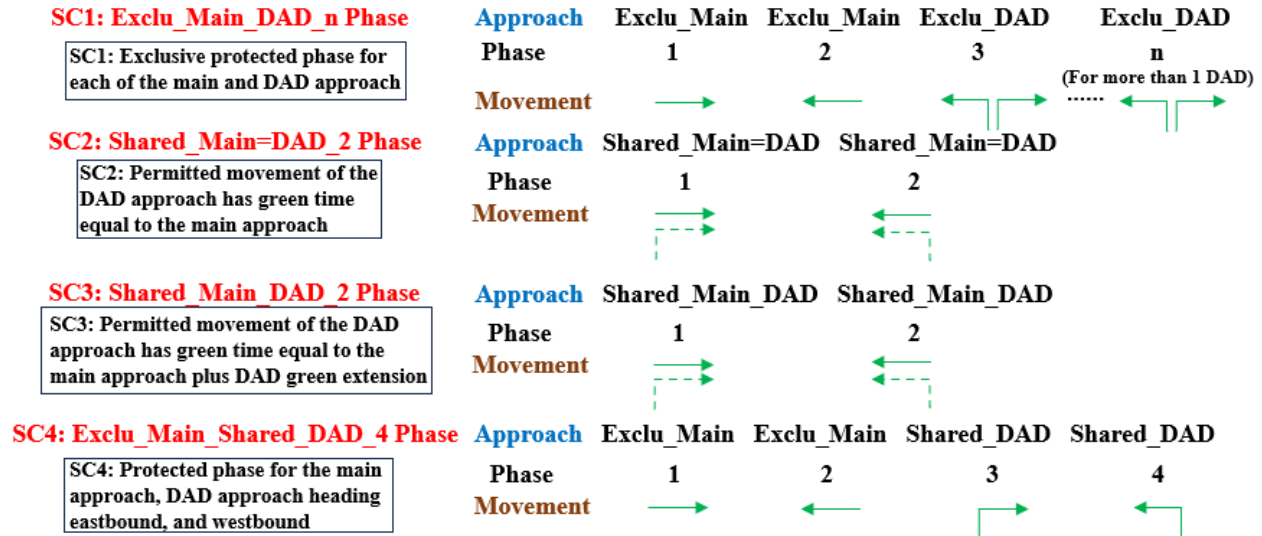 SC1: Exclu_Main_DAD_n Phase
SC1: Exclusive protected phase for
each of the main and DAD approach
Approach Exclu_Main Exclu_Main Exclu_DAD Exclu_DAD
Phase 1 2 3 n
(For more than 1 DAD)
Movement ......
SC2: Shared_Main=DAD_2 Phase
SC2: Permitted movement of the
DAD approach has green time
equal to the main approach
Approach Shared_Main=DAD Shared_Main=DAD
Phase 1 2
Movement
SC3: Shared_Main_DAD_2 Phase
SC3: Permitted movement of the DAD
approach has green time equal to the
main approach plus DAD green extension
Approach Shared_Main_DAD Shared_Main_DAD
Phase 1 2
Movement
SC4: Exclu_Main_Shared_DAD_4 Phase
SC4: Protected phase for the main
approach, DAD approach heading
eastbound, and westbound
Approach Exclu_Main Exclu_Main Shared_DAD Shared_DAD
Phase 1 2 3 4
Movement